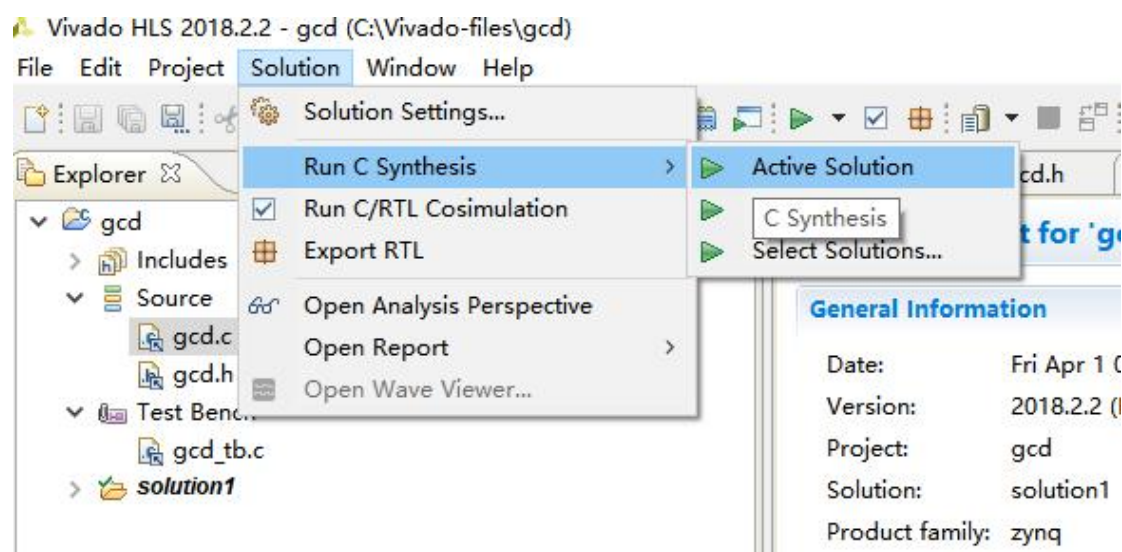 Vivado HLS 2018.2.2 - gcd (C:\Vivado-files\gcd)
File Edit Project Solution Window Help
Solution Settings...
Run C Synthesis
Run C/RTL Cosimulation
Export RTL
Open Analysis Perspective
Open Report
Open Wave Viewer...
Active Solution
C Synthesis
Select Solutions...
Explorer
gcd
Includes
Source
gcd.c
gcd.h
Test Benc
gcd_tb.c
solution1
cd.h
t for 'g
General Information
Date: Fri Apr 1
Version: 2018.2.2 (
Project: gcd
Solution: solution1
Product family: zynq